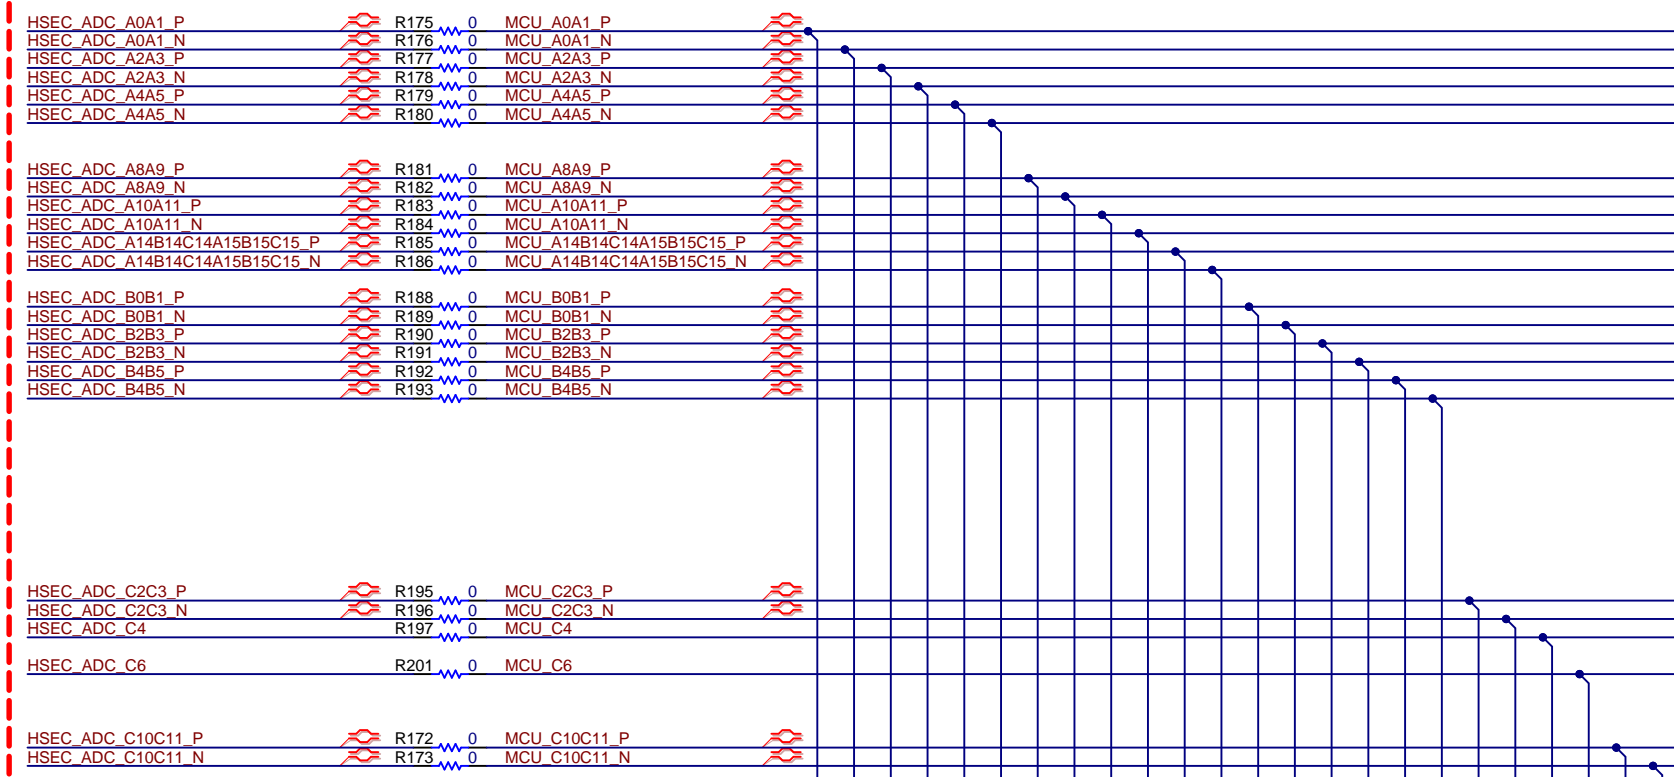 HSEC_ADC_A0A1_P R175 0 MCU_A0A1_P
HSEC_ADC_A0A1_N R176 0 MCU_A0A1_N
HSEC_ADC_A2A3_P R177 0 MCU_A2A3_P
HSEC_ADC_A2A3_N R178 0 MCU_A2A3_N
HSEC_ADC_A4A5_P R179 0 MCU_A4A5_P
HSEC_ADC_A4A5_N R180 0 MCU_A4A5_N
HSEC_ADC_A8A9_P R181 0 MCU_A8A9_P
HSEC_ADC_A8A9_N R182 0 MCU_A8A9_N
HSEC_ADC_A10A11_P R183 0 MCU_A10A11_P
HSEC_ADC_A10A11_N R184 0 MCU_A10A11_N
HSEC_ADC_A14B14C14A15B15C15_P R185 0 MCU_A14B14C14A15B15C15_P
HSEC_ADC_A14B14C14A15B15C15_N R186 0 MCU_A14B14C14A15B15C15_N
HSEC_ADC_B0B1_P R188 0 MCU_B0B1_P
HSEC_ADC_B0B1_N R189 0 MCU_B0B1_N
HSEC_ADC_B2B3_P R190 0 MCU_B2B3_P
HSEC_ADC_B2B3_N R191 0 MCU_B2B3_N
HSEC_ADC_B4B5_P R192 0 MCU_B4B5_P
HSEC_ADC_B4B5_N R193 0 MCU_B4B5_N
HSEC_ADC_C2C3_P R195 0 MCU_C2C3_P
HSEC_ADC_C2C3_N R196 0 MCU_C2C3_N
HSEC_ADC_C4 R197 0 MCU_C4
HSEC_ADC_C6 R201 0 MCU_C6
HSEC_ADC_C10C11_P R172 0 MCU_C10C11_P
HSEC_ADC_C10C11_N R173 0 MCU_C10C11_N